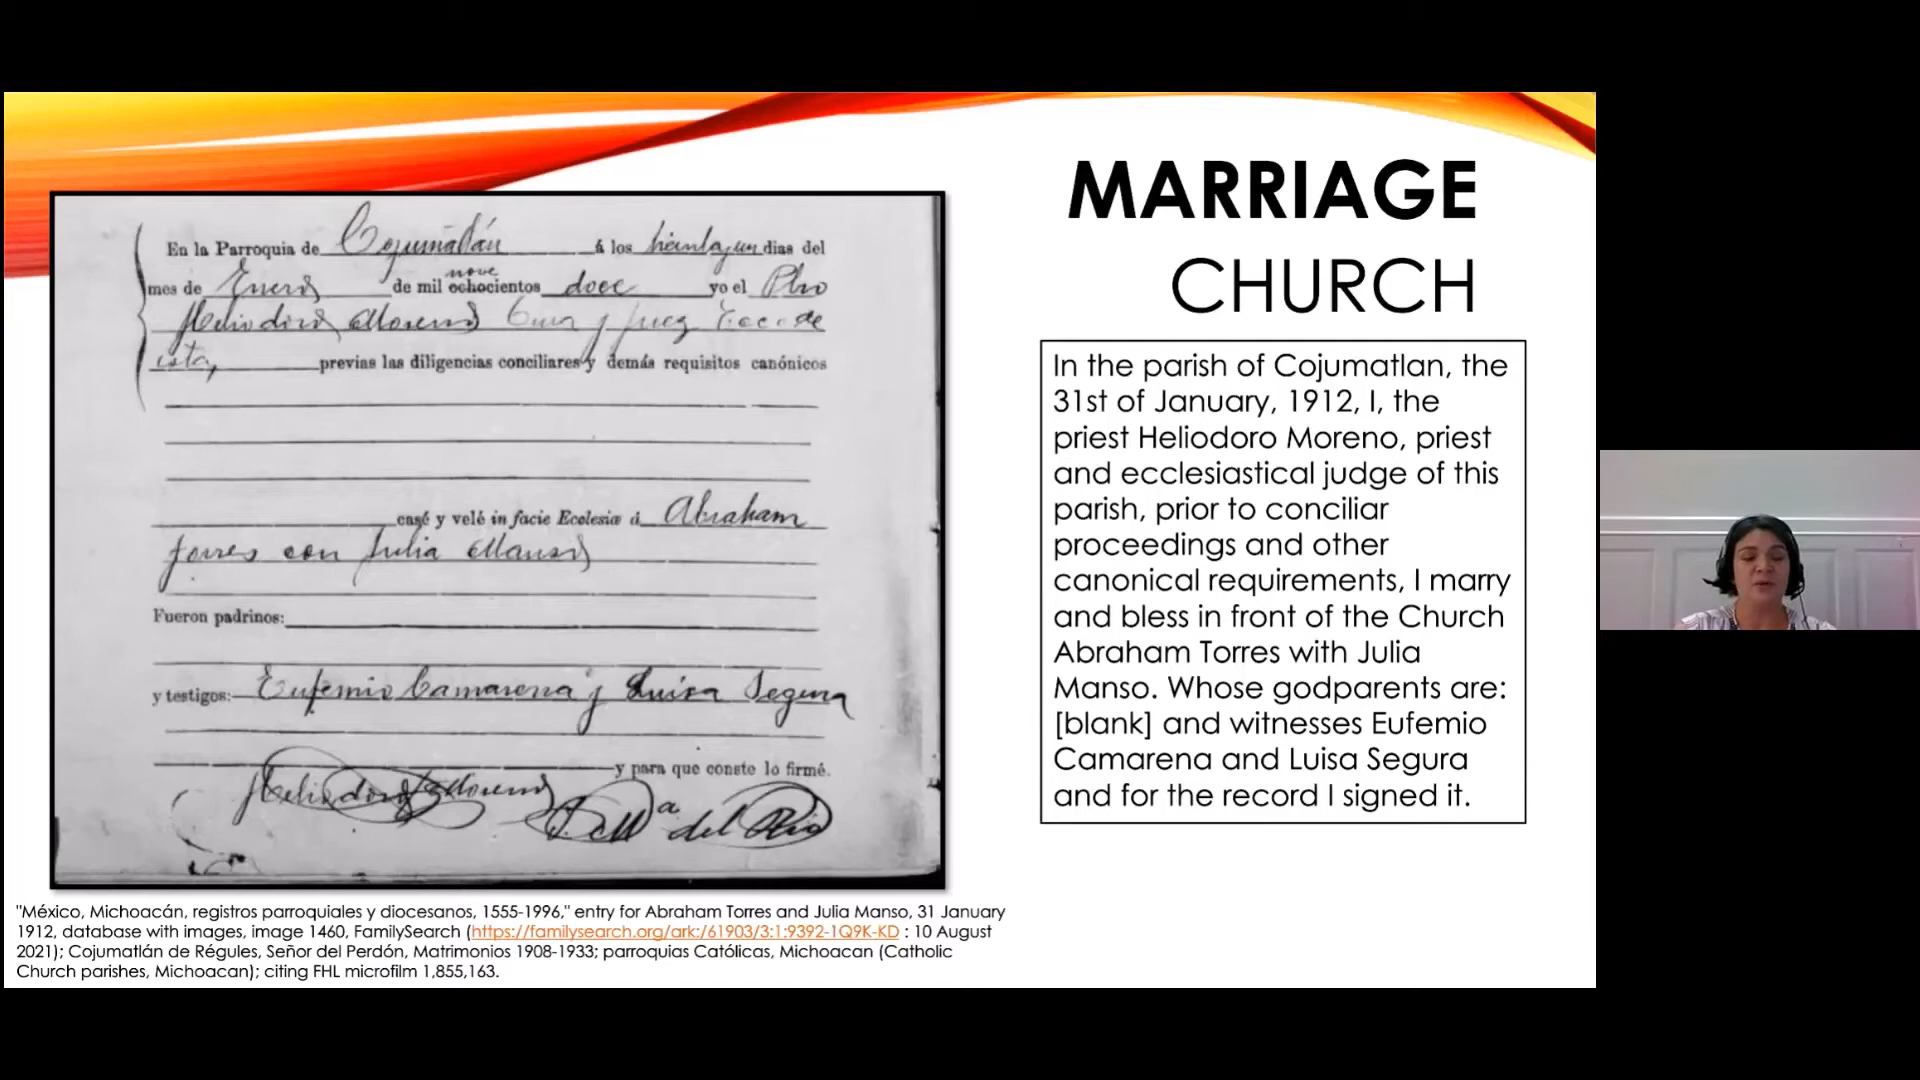 En la Parroquia de Cojumatlán á los treinta y un dias del
nove
mes de Enero de mil ochocientos doce yo el Pbro
Heliodoro Moreno Cura y Juez Ecco de
esta, previas las diligencias conciliares y demás requisitos canónicos
casé y velé in facie Ecclesiæ á Abraham
Torres con Julia Manso
Fueron padrinos:
y testigos: Eufemio Camarena y Luisa Segura
y para que conste lo firmé.
Heliodoro Moreno
del Rio
"México, Michoacán, registros parroquiales y diocesanos, 1555-1996," entry for Abraham Torres and Julia Manso, 31 January
1912, database with images, image 1460, FamilySearch (https://familysearch.org/ark:/61903/3:1:9392-1Q9K-KD : 10 August
2021); Cojumatlán de Régules, Señor del Perdón, Matrimonios 1908-1933; parroquias Católicas, Michoacan (Catholic
Church parishes, Michoacan); citing FHL microfilm 1,855,163.
MARRIAGE
CHURCH
In the parish of Cojumatlan, the
31st of January, 1912, I, the
priest Heliodoro Moreno, priest
and ecclesiastical judge of this
parish, prior to conciliar
proceedings and other
canonical requirements, I marry
and bless in front of the Church
Abraham Torres with Julia
Manso. Whose godparents are:
[blank] and witnesses Eufemio
Camarena and Luisa Segura
and for the record I signed it.